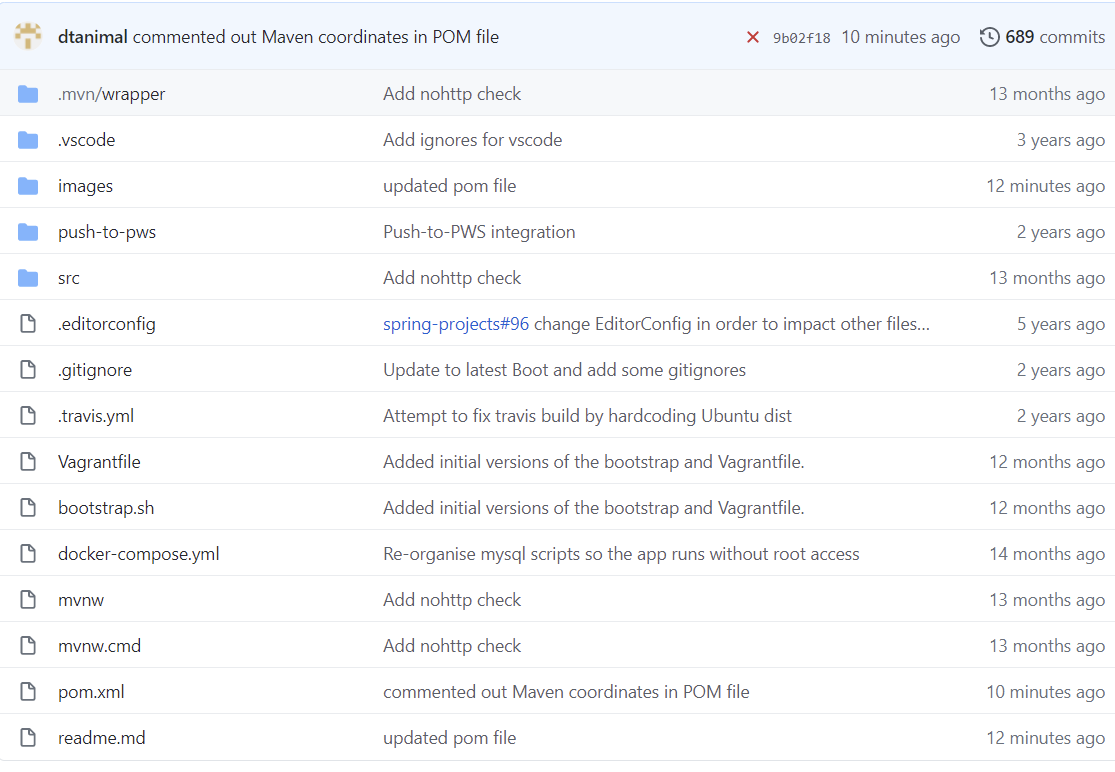 dtanimal commented out Maven coordinates in POM file 9b02f18 10 minutes ago 689 commits
.mvn/wrapper Add nohttp check 13 months ago
.vscode Add ignores for vscode 3 years ago
images updated pom file 12 minutes ago
push-to-pws Push-to-PWS integration 2 years ago
src Add nohttp check 13 months ago
.editorconfig spring-projects#96 change EditorConfig in order to impact other files... 5 years ago
.gitignore Update to latest Boot and add some gitignores 2 years ago
.travis.yml Attempt to fix travis build by hardcoding Ubuntu dist 2 years ago
Vagrantfile Added initial versions of the bootstrap and Vagrantfile. 12 months ago
bootstrap.sh Added initial versions of the bootstrap and Vagrantfile. 12 months ago
docker-compose.yml Re-organise mysql scripts so the app runs without root access 14 months ago
mvnw Add nohttp check 13 months ago
mvnw.cmd Add nohttp check 13 months ago
pom.xml commented out Maven coordinates in POM file 10 minutes ago
readme.md updated pom file 12 minutes ago